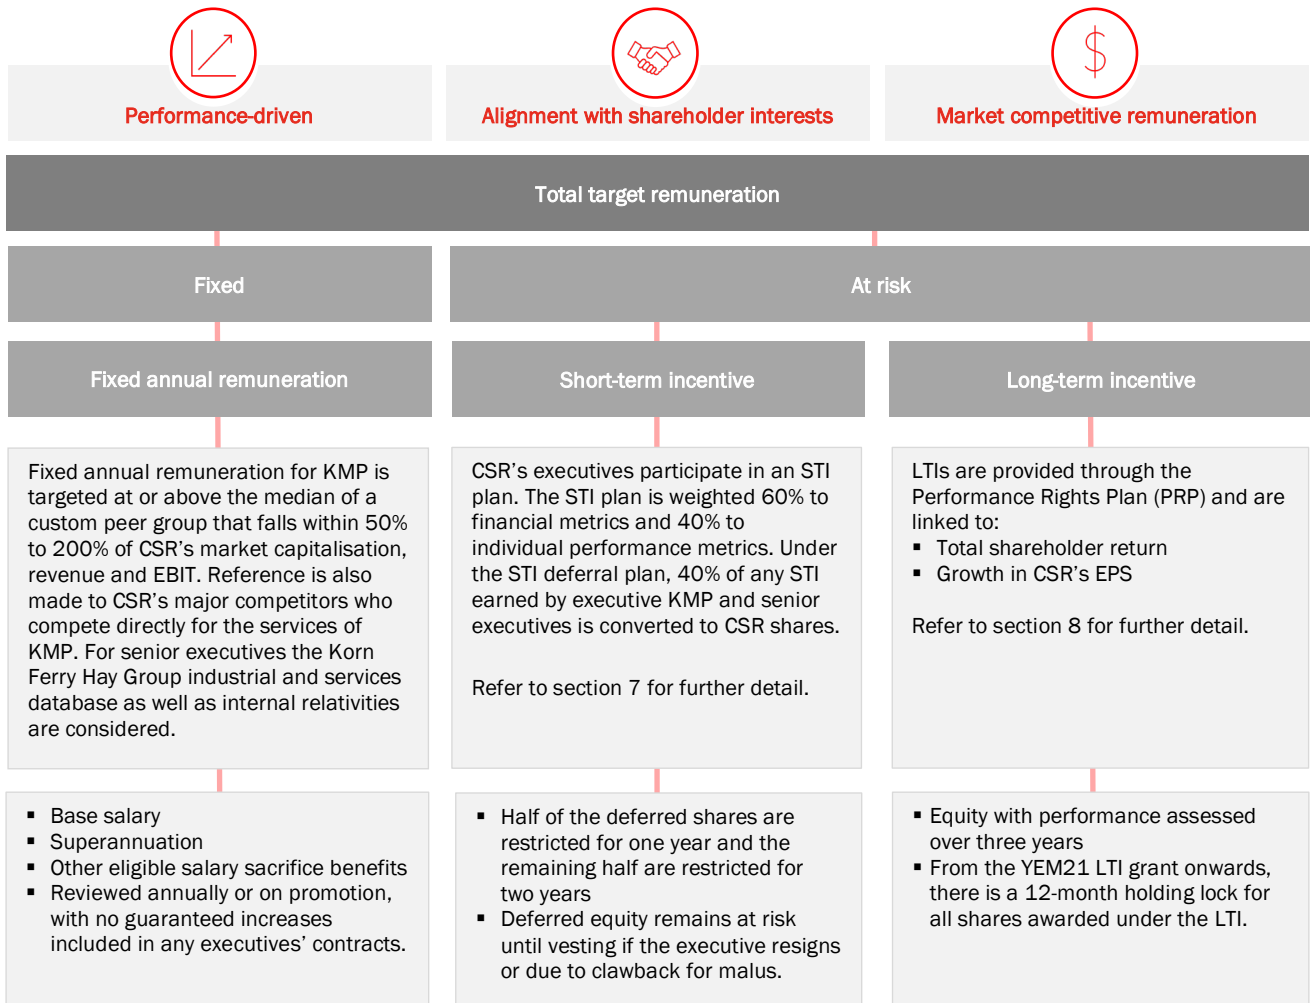 Performance-driven
Alignment with shareholder interests
Market competitive remuneration
Total target remuneration
Fixed
At risk
Fixed annual remuneration
Short-term incentive
Long-term incentive
Fixed annual remuneration for KMP is
targeted at or above the median of a
custom peer group that falls within 50%
to 200% of CSR’s market capitalisation,
revenue and EBIT. Reference is also
made to CSR’s major competitors who
compete directly for the services of
KMP. For senior executives the Korn
Ferry Hay Group industrial and services
database as well as internal relativities
are considered.
CSR’s executives participate in an STI
plan. The STI plan is weighted 60% to
financial metrics and 40% to
individual performance metrics. Under
the STI deferral plan, 40% of any STI
earned by executive KMP and senior
executives is converted to CSR shares.
Refer to section 7 for further detail.
LTIs are provided through the
Performance Rights Plan (PRP) and are
linked to:
▪ Total shareholder return
▪ Growth in CSR’s EPS
Refer to section 8 for further detail.
▪ Base salary
▪ Superannuation
▪ Other eligible salary sacrifice benefits
▪ Reviewed annually or on promotion,
with no guaranteed increases
included in any executives’ contracts.
▪ Half of the deferred shares are
restricted for one year and the
remaining half are restricted for
two years
▪ Deferred equity remains at risk
until vesting if the executive resigns
or due to clawback for malus.
▪ Equity with performance assessed
over three years
▪ From the YEM21 LTI grant onwards,
there is a 12-month holding lock for
all shares awarded under the LTI.